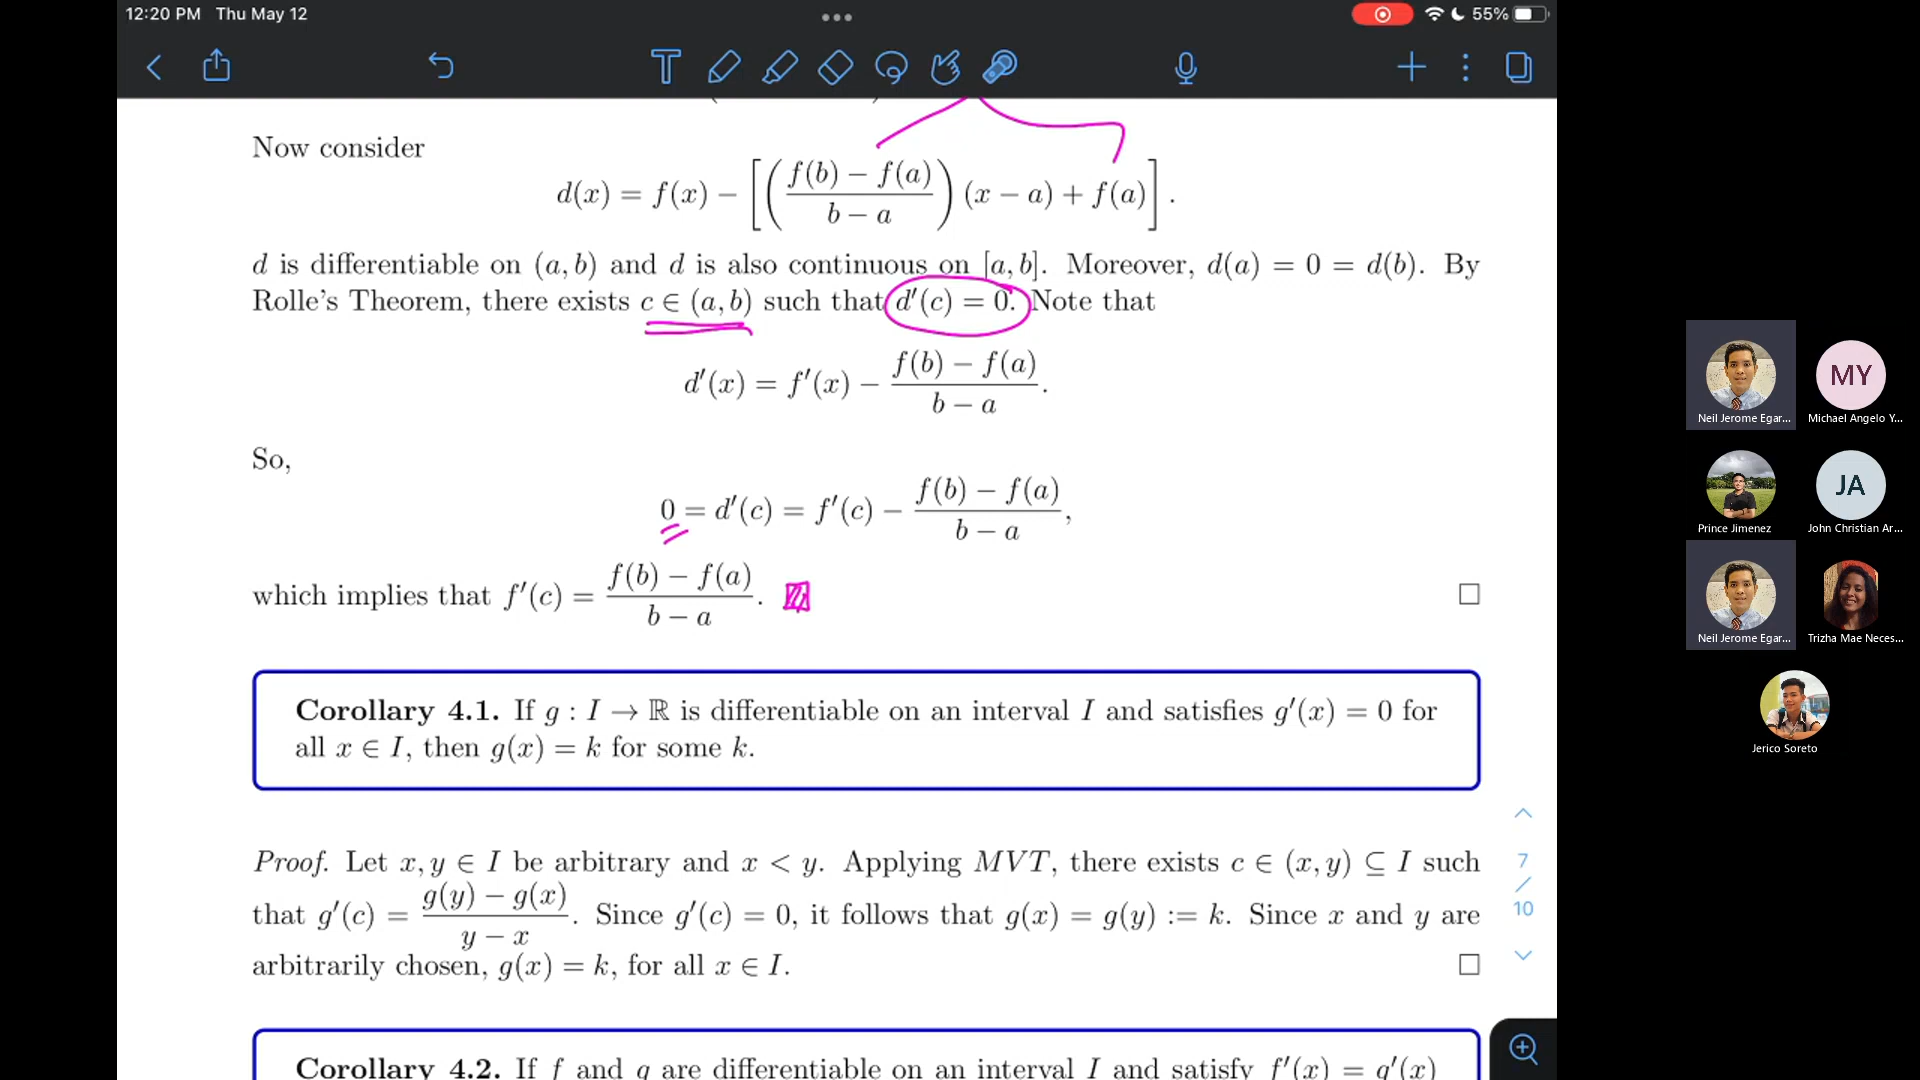 12:20 PM Thu May 12
55%
Now consider
d(x) = f(x) − [((f(b) − f(a))/(b − a)) (x − a) + f(a)].
d is differentiable on (a, b) and d is also continuous on [a, b]. Moreover, d(a) = 0 = d(b). By
Rolle's Theorem, there exists c ∈ (a, b) such that d′(c) = 0. Note that
d′(x) = f′(x) − (f(b) − f(a))/(b − a).
So,
0 = d′(c) = f′(c) − (f(b) − f(a))/(b − a),
which implies that f′(c) = (f(b) − f(a))/(b − a). □
Corollary 4.1. If g : I → ℝ is differentiable on an interval I and satisfies g′(x) = 0 for
all x ∈ I, then g(x) = k for some k.
Proof. Let x, y ∈ I be arbitrary and x < y. Applying MVT, there exists c ∈ (x, y) ⊆ I such
that g′(c) = (g(y) − g(x))/(y − x). Since g′(c) = 0, it follows that g(x) = g(y) := k. Since x and y are
arbitrarily chosen, g(x) = k, for all x ∈ I. □
Corollary 4.2. If f and g are differentiable on an interval I and satisfy f′(x) = g′(x)
7
/
10
MY
Neil Jerome Egar...
Michael Angelo Y...
JA
Prince Jimenez
John Christian Ar...
Neil Jerome Egar...
Trizha Mae Neces...
Jerico Soreto